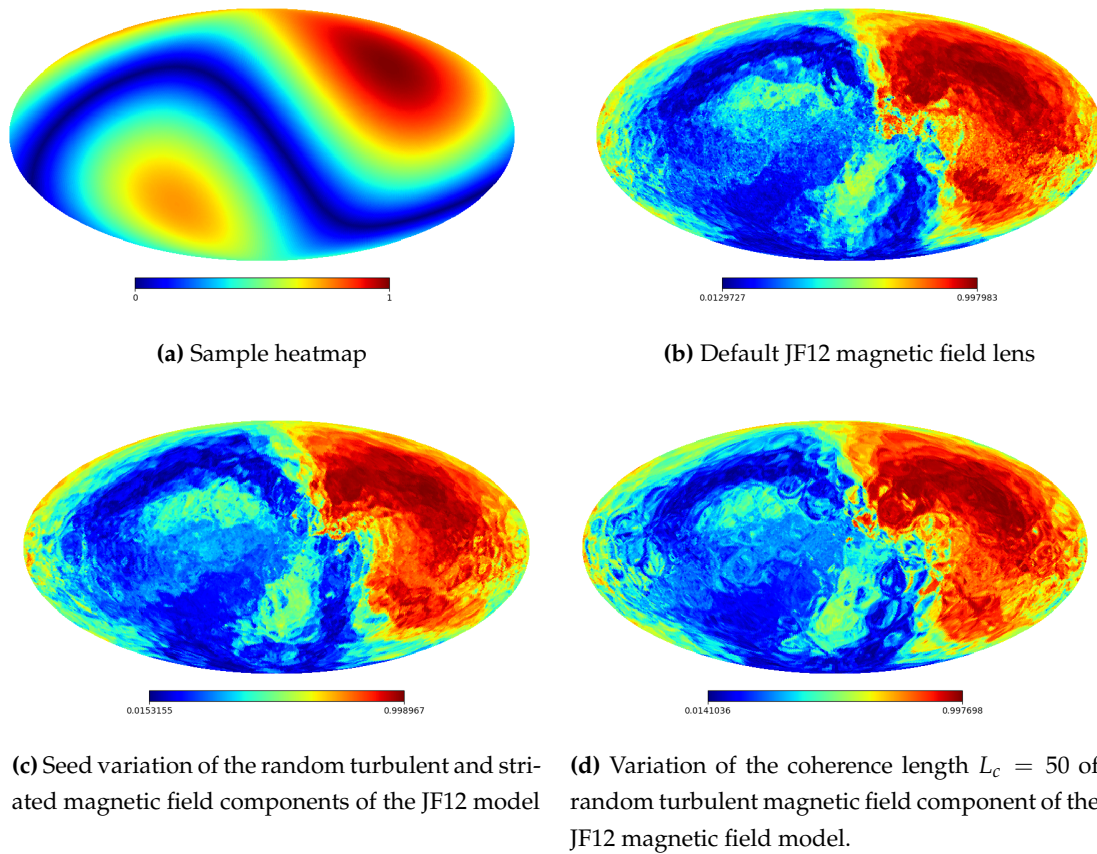 0 1
0.0129727 0.997983
(a) Sample heatmap
(b) Default JF12 magnetic field lens
0.0153155 0.998967
0.0141036 0.997698
(c) Seed variation of the random turbulent and stri-
ated magnetic field components of the JF12 model
(d) Variation of the coherence length L_c = 50 of
random turbulent magnetic field component of the
JF12 magnetic field model.